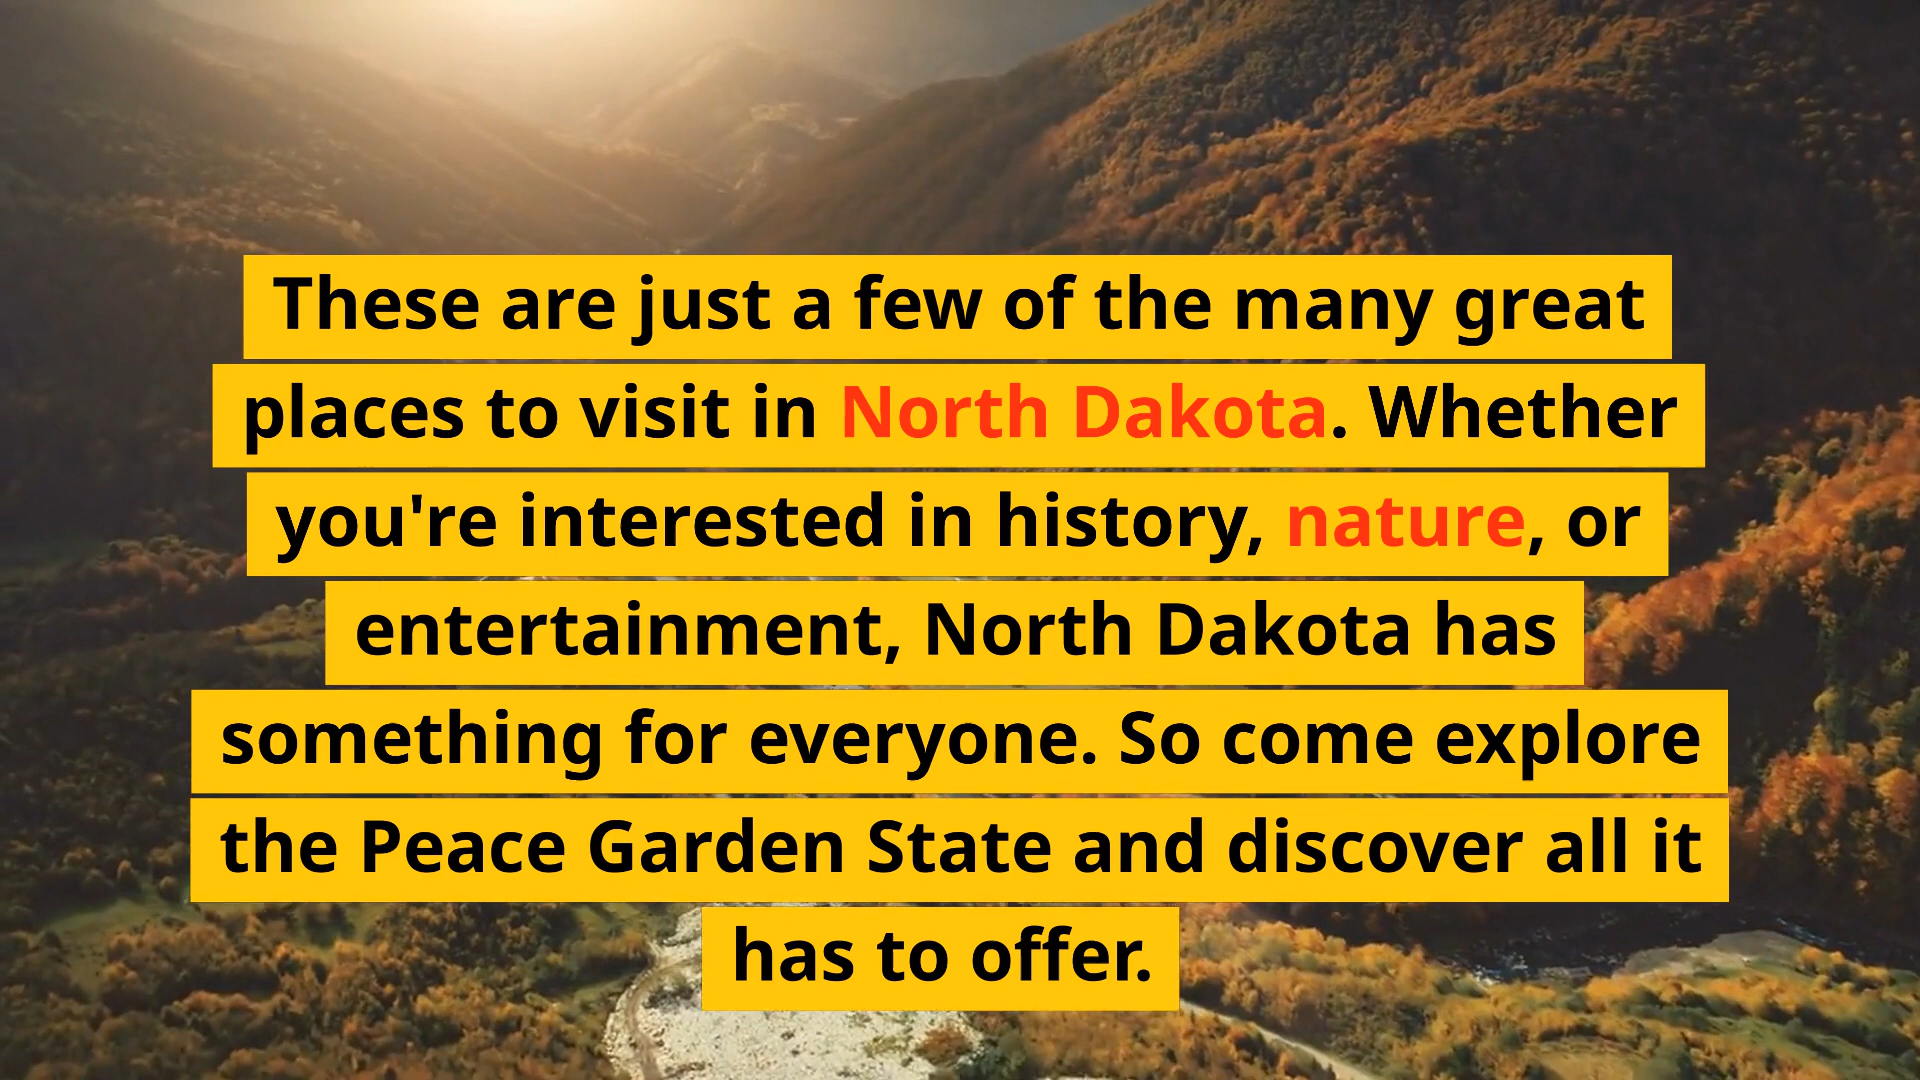 These are just a few of the many great
places to visit in North Dakota. Whether
you're interested in history, nature, or
entertainment, North Dakota has
something for everyone. So come explore
the Peace Garden State and discover all it
has to offer.